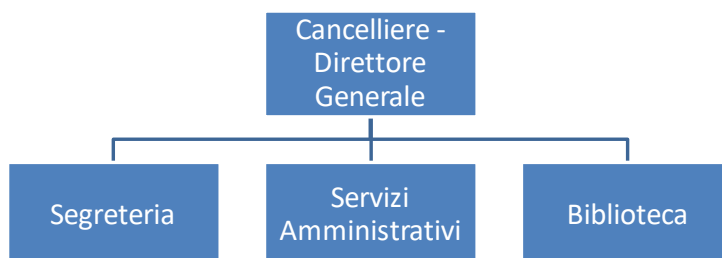 Cancelliere -
Direttore
Generale
Segreteria
Servizi
Amministrativi
Biblioteca